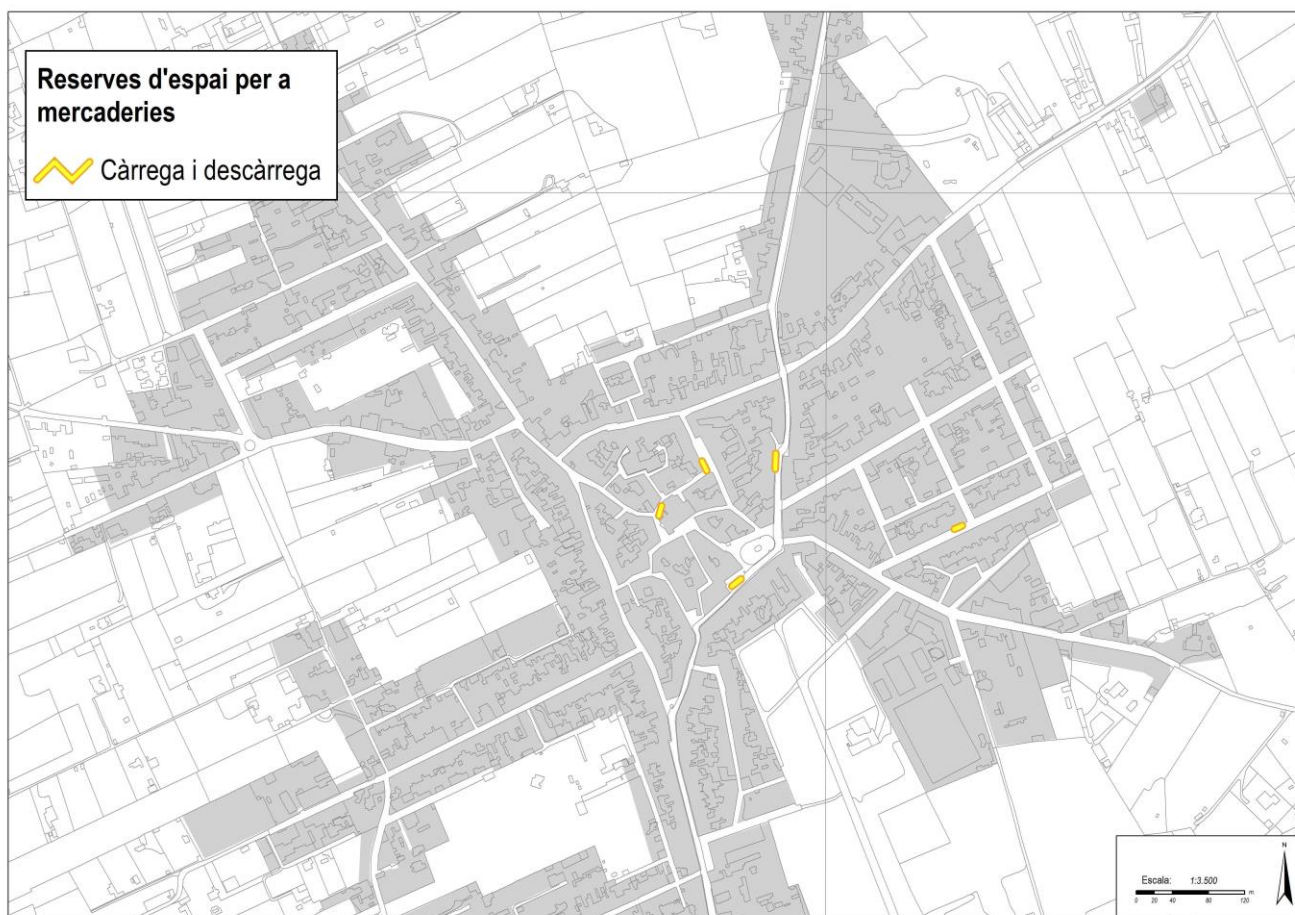 Reserves d'espai per a
mercaderies
Càrrega i descàrrega
N
Escala: 1:3.500
0 20 40 80 120 m.